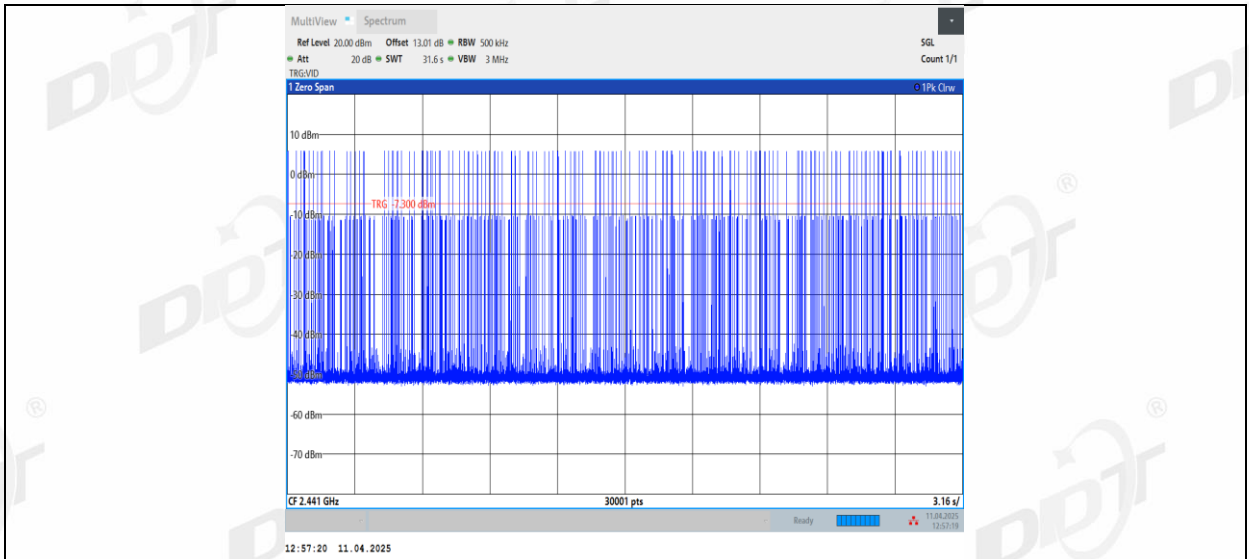 MultiView Spectrum
Ref Level 20.00 dBm Offset 13.01 dB RBW 500 kHz SGL
Att 20 dB SWT 31.6 s VBW 3 MHz Count 1/1
TRG:VID
1 Zero Span 1Pk Clrw
10 dBm
0 dBm
TRG -7.300 dBm
-10 dBm
-20 dBm
-30 dBm
-40 dBm
-50 dBm
-60 dBm
-70 dBm
CF 2.441 GHz 30001 pts 3.16 s/
Ready 11.04.2025
12:57:19
12:57:20 11.04.2025
DDT
®